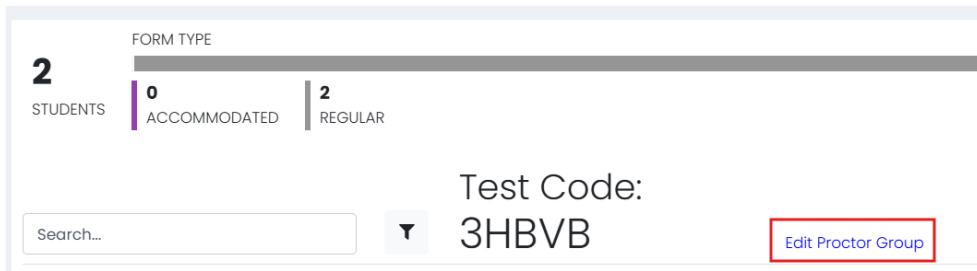 FORM TYPE
2
STUDENTS
0
ACCOMMODATED
2
REGULAR
Test Code:
3HBVB
Search...
Edit Proctor Group